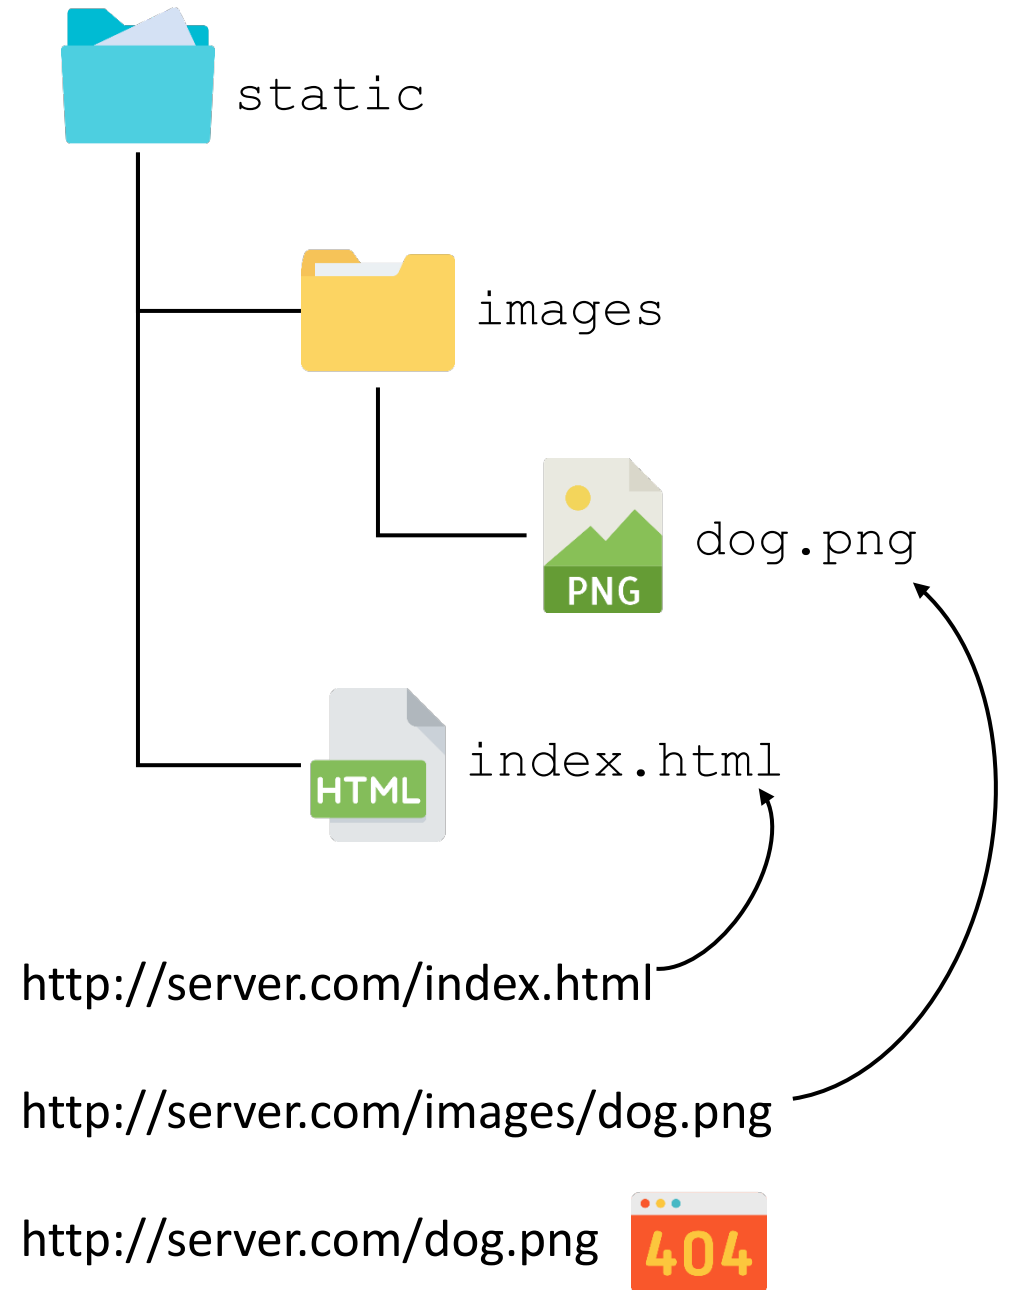 static
images
PNG
dog.png
HTML
index.html
http://server.com/index.html
http://server.com/images/dog.png
http://server.com/dog.png
404